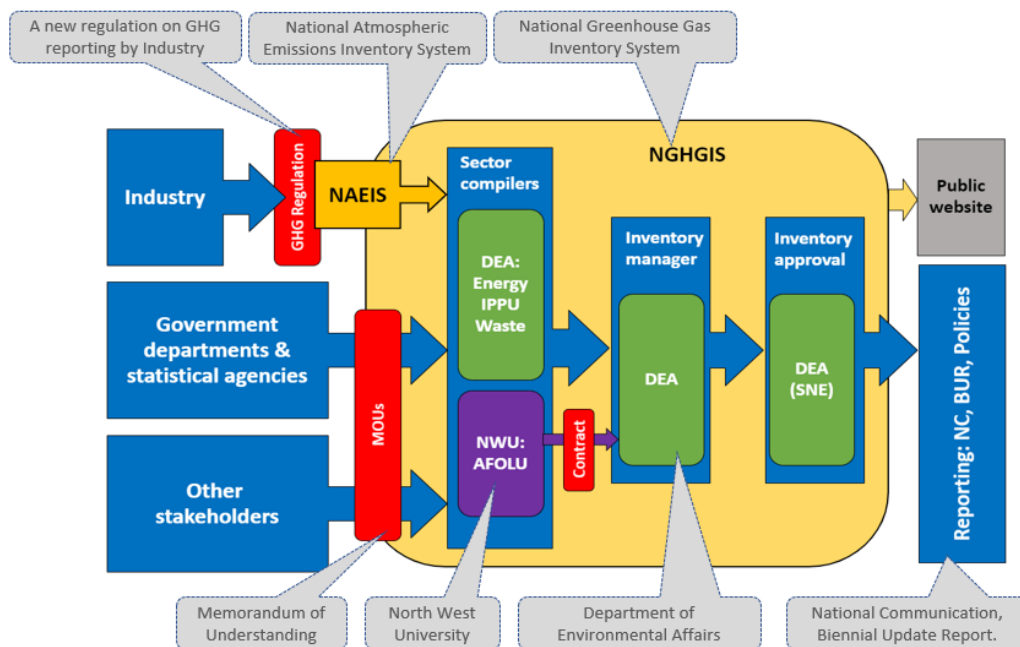 A new regulation on GHG
reporting by Industry
National Atmospheric
Emissions Inventory System
National Greenhouse Gas
Inventory System
Industry
GHG Regulation
NAEIS
Sector
compilers
NGHGIS
Public
website
DEA:
Energy
IPPU
Waste
Inventory
manager
Inventory
approval
Government
departments &
statistical agencies
MOUs
DEA
DEA
(SNE)
Reporting: NC, BUR, Policies
NWU:
AFOLU
Contract
Other
stakeholders
Memorandum of
Understanding
North West
University
Department of
Environmental Affairs
National Communication,
Biennial Update Report.